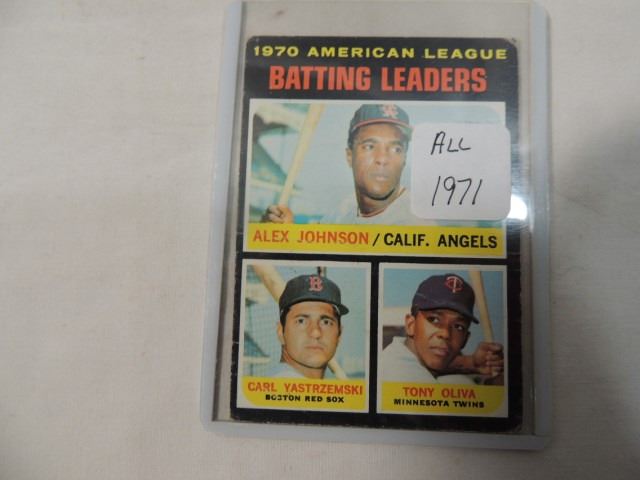 1970 AMERICAN LEAGUE
BATTING LEADERS
ALL
1971
ALEX JOHNSON / CALIF. ANGELS
B
CARL YASTRZEMSKI
BOSTON RED SOX
TC
TONY OLIVA
MINNESOTA TWINS